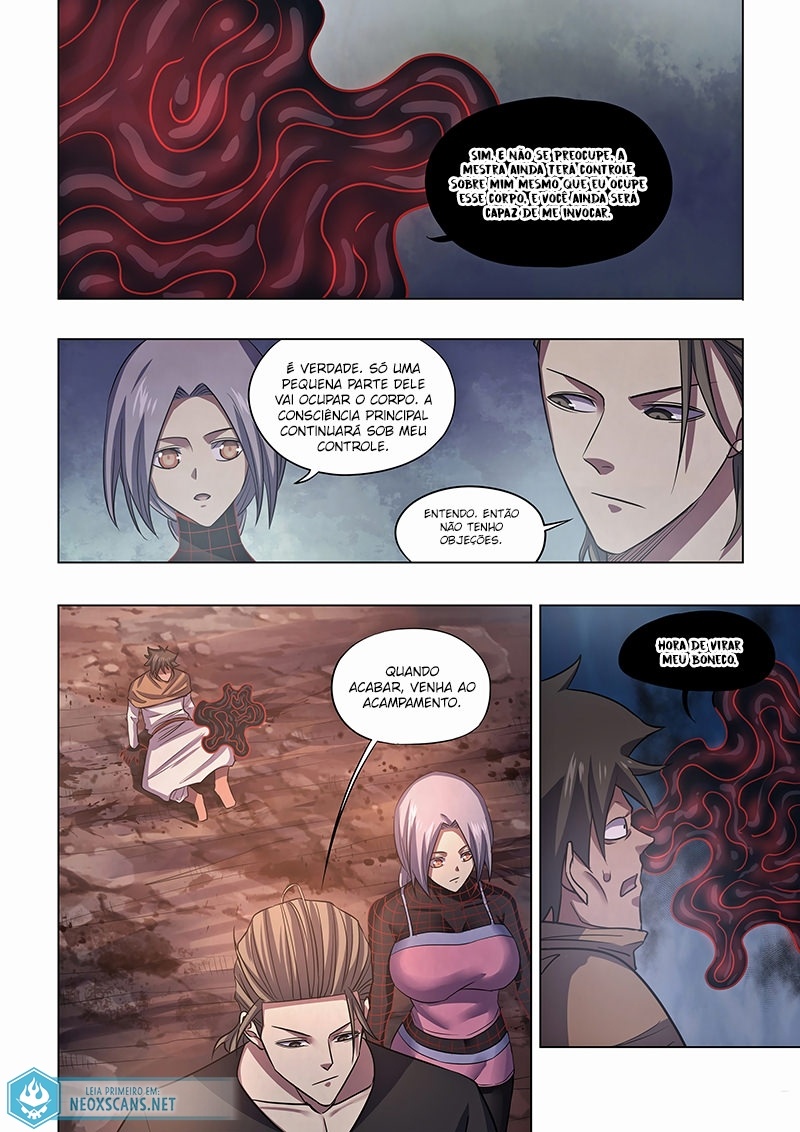 SIM. E NÃO SE PREOCUPE. A
MESTRA AINDA TERÁ CONTROLE
SOBRE MIM MESMO QUE EU OCUPE
ESSE CORPO, E VOCÊ AINDA SERÁ
CAPAZ DE ME INVOCAR.
É VERDADE. SÓ UMA
PEQUENA PARTE DELE
VAI OCUPAR O CORPO. A
CONSCIÊNCIA PRINCIPAL
CONTINUARÁ SOB MEU
CONTROLE.
ENTENDO. ENTÃO
NÃO TENHO
OBJEÇÕES.
QUANDO
ACABAR, VENHA AO
ACAMPAMENTO.
HORA DE VIRAR
MEU BONECO.
LEIA PRIMEIRO EM:
NEOXSCANS.NET